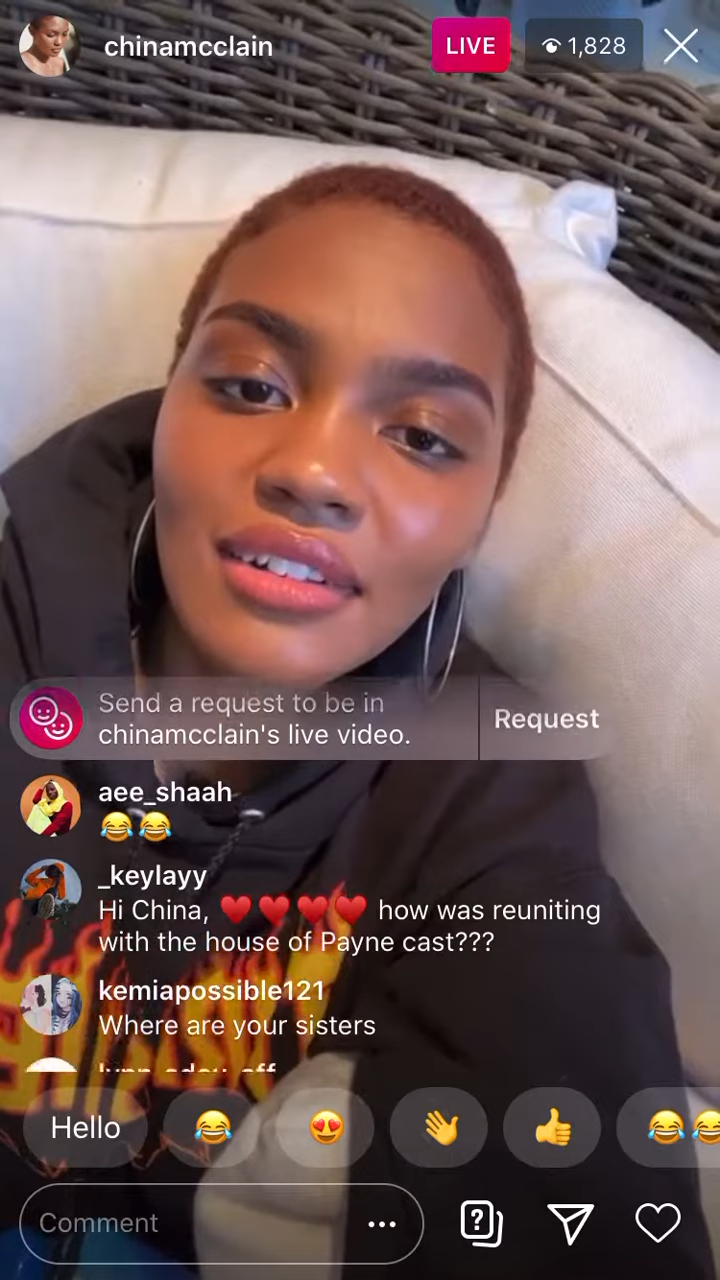 chinamcclain
LIVE
1,828
Send a request to be in
chinamcclain's live video.
Request
aee_shaah
😂😂
_keylayy
Hi China, ♥️♥️♥️♥️ how was reuniting
with the house of Payne cast???
kemiapossible121
Where are your sisters
Hello
Comment